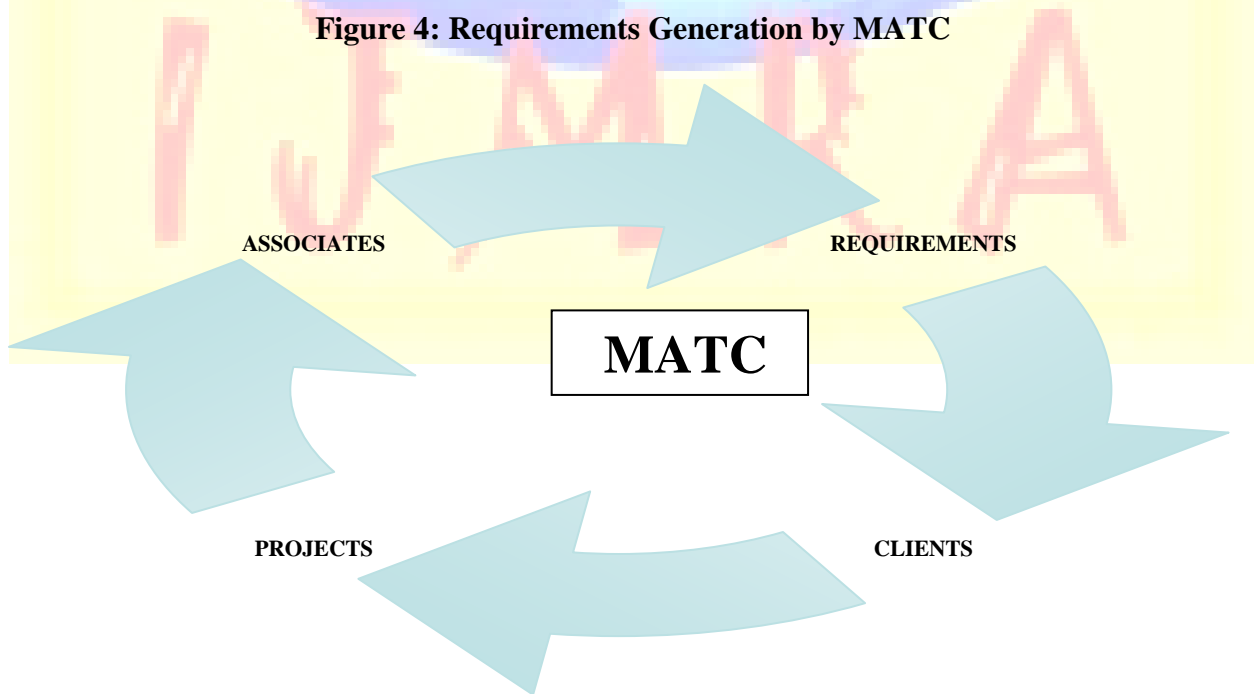 Figure 4: Requirements Generation by MATC
IJMRA
ASSOCIATES
REQUIREMENTS
MATC
PROJECTS
CLIENTS